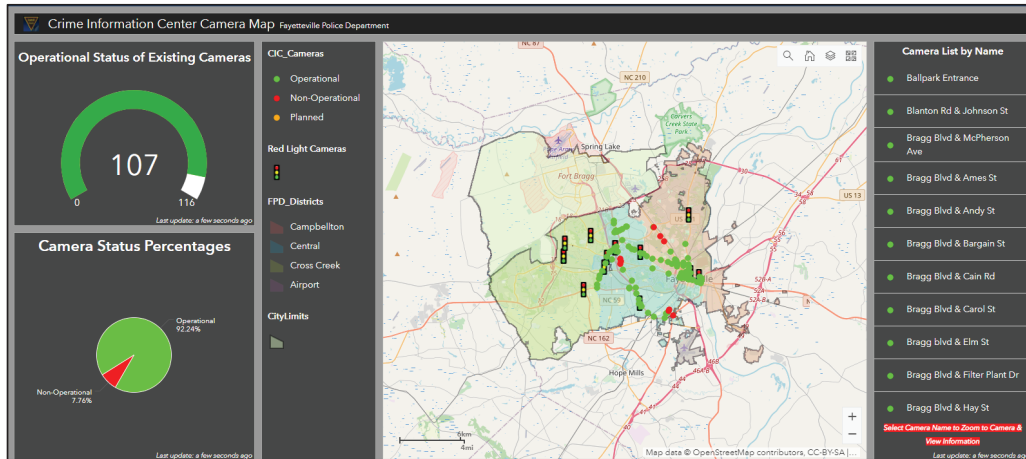 Crime Information Center Camera Map Fayetteville Police Department
Operational Status of Existing Cameras
107
0
116
Last update: a few seconds ago
Camera Status Percentages
Operational
92.24%
Non-Operational
7.76%
Last update: a few seconds ago
CIC_Cameras
Operational
Non-Operational
Planned
Red Light Cameras
FPD_Districts
Campbellton
Central
Cross Creek
Airport
CityLimits
NC 87
NC 210
Carvers
Creek State
Park
Spring Lake
Fort Bragg
US 13
NC 59
NC 162
Hope Mills
6km
4mi
+
−
Map data © OpenStreetMap contributors, CC-BY-SA |...
Camera List by Name
Ballpark Entrance
Blanton Rd & Johnson St
Bragg Blvd & McPherson
Ave
Bragg Blvd & Ames St
Bragg Blvd & Andy St
Bragg Blvd & Bargain St
Bragg Blvd & Cain Rd
Bragg Blvd & Carol St
Bragg blvd & Elm St
Bragg Blvd & Filter Plant Dr
Bragg Blvd & Hay St
Select Camera Name to Zoom to Camera &
View Information
Last update: a few seconds ago